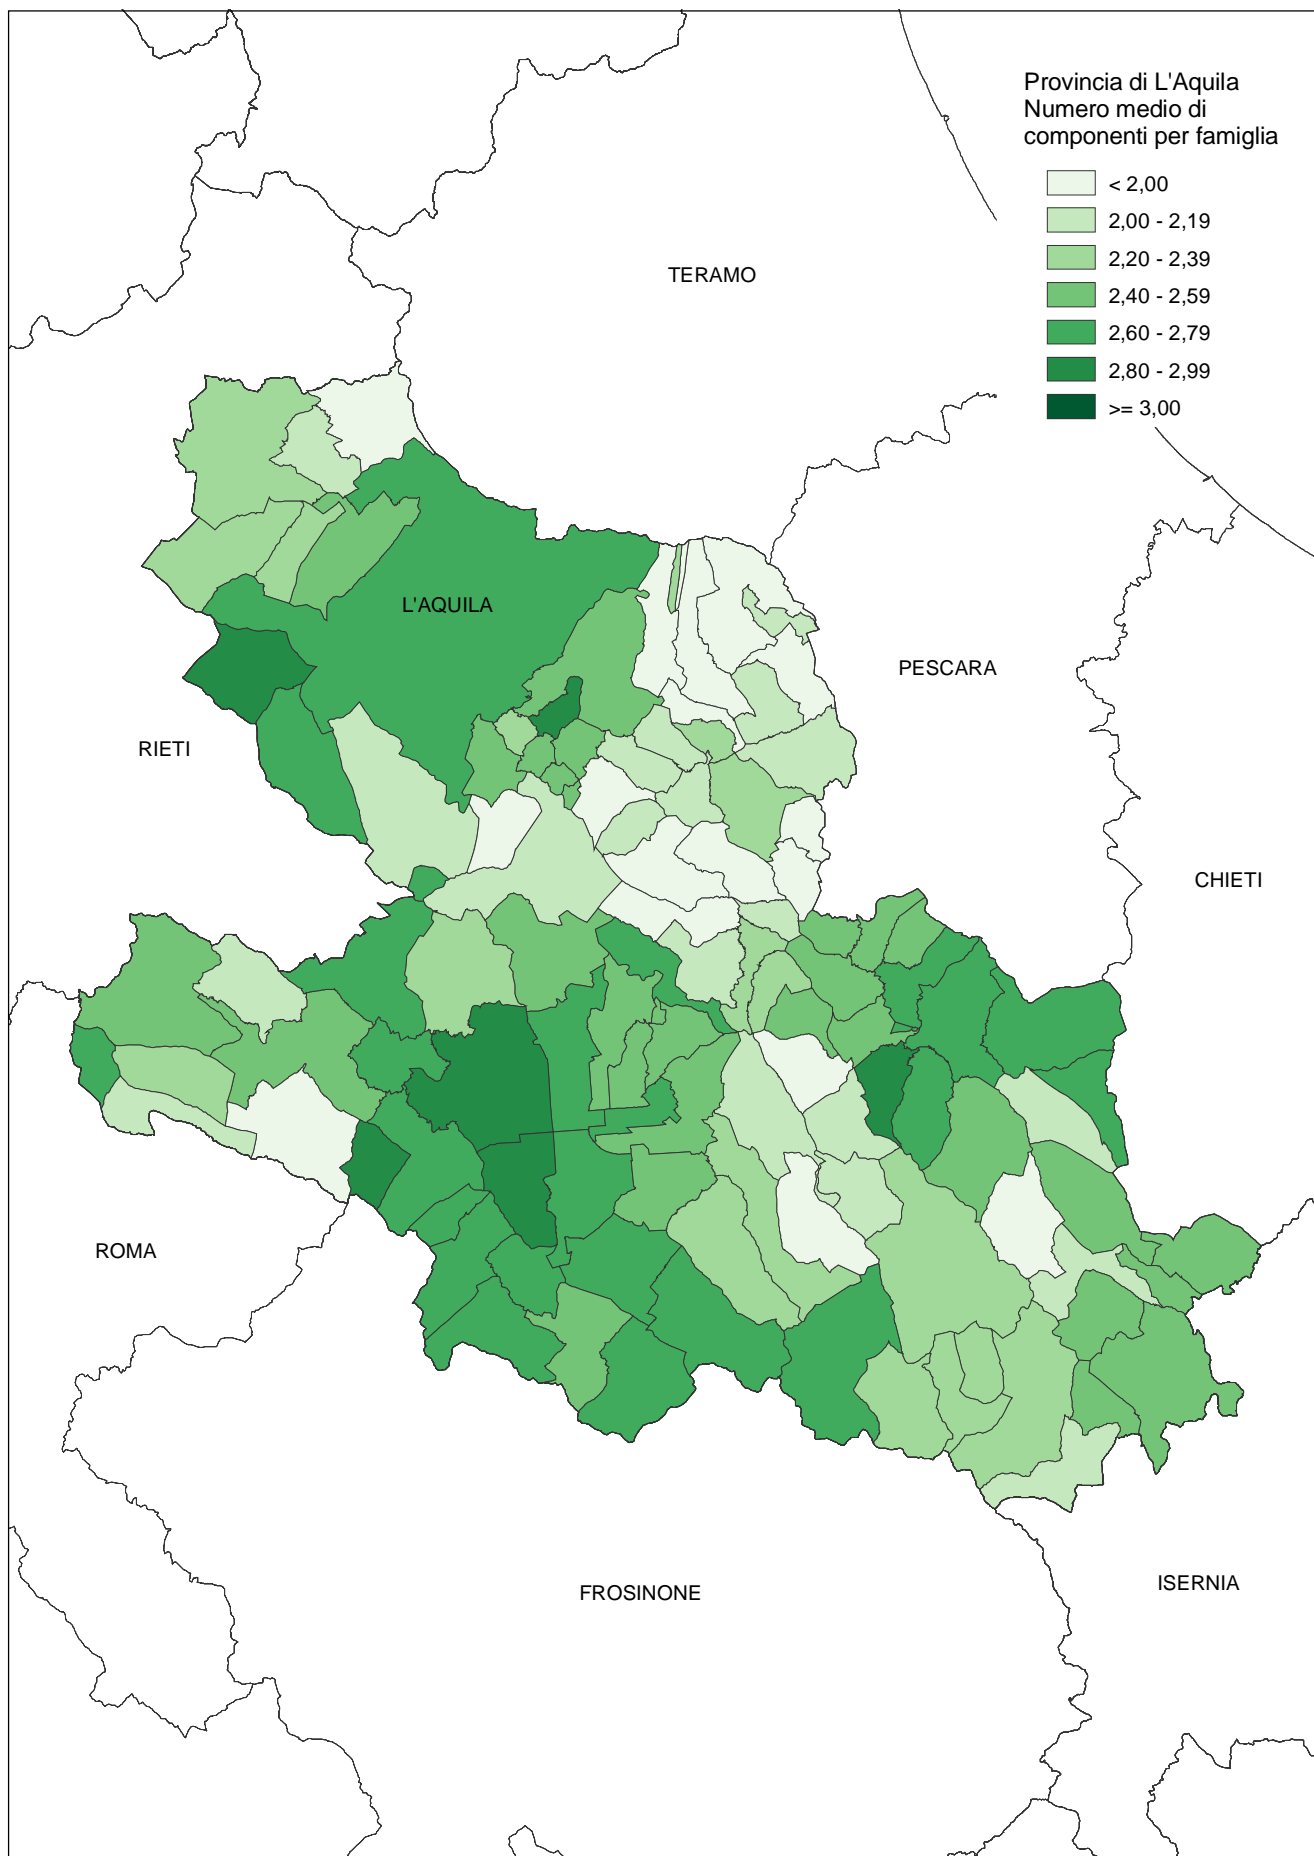 Provincia di L'Aquila
Numero medio di
componenti per famiglia
< 2,00
2,00 - 2,19
2,20 - 2,39
2,40 - 2,59
2,60 - 2,79
2,80 - 2,99
>= 3,00
TERAMO
L'AQUILA
PESCARA
RIETI
CHIETI
ROMA
FROSINONE
ISERNIA